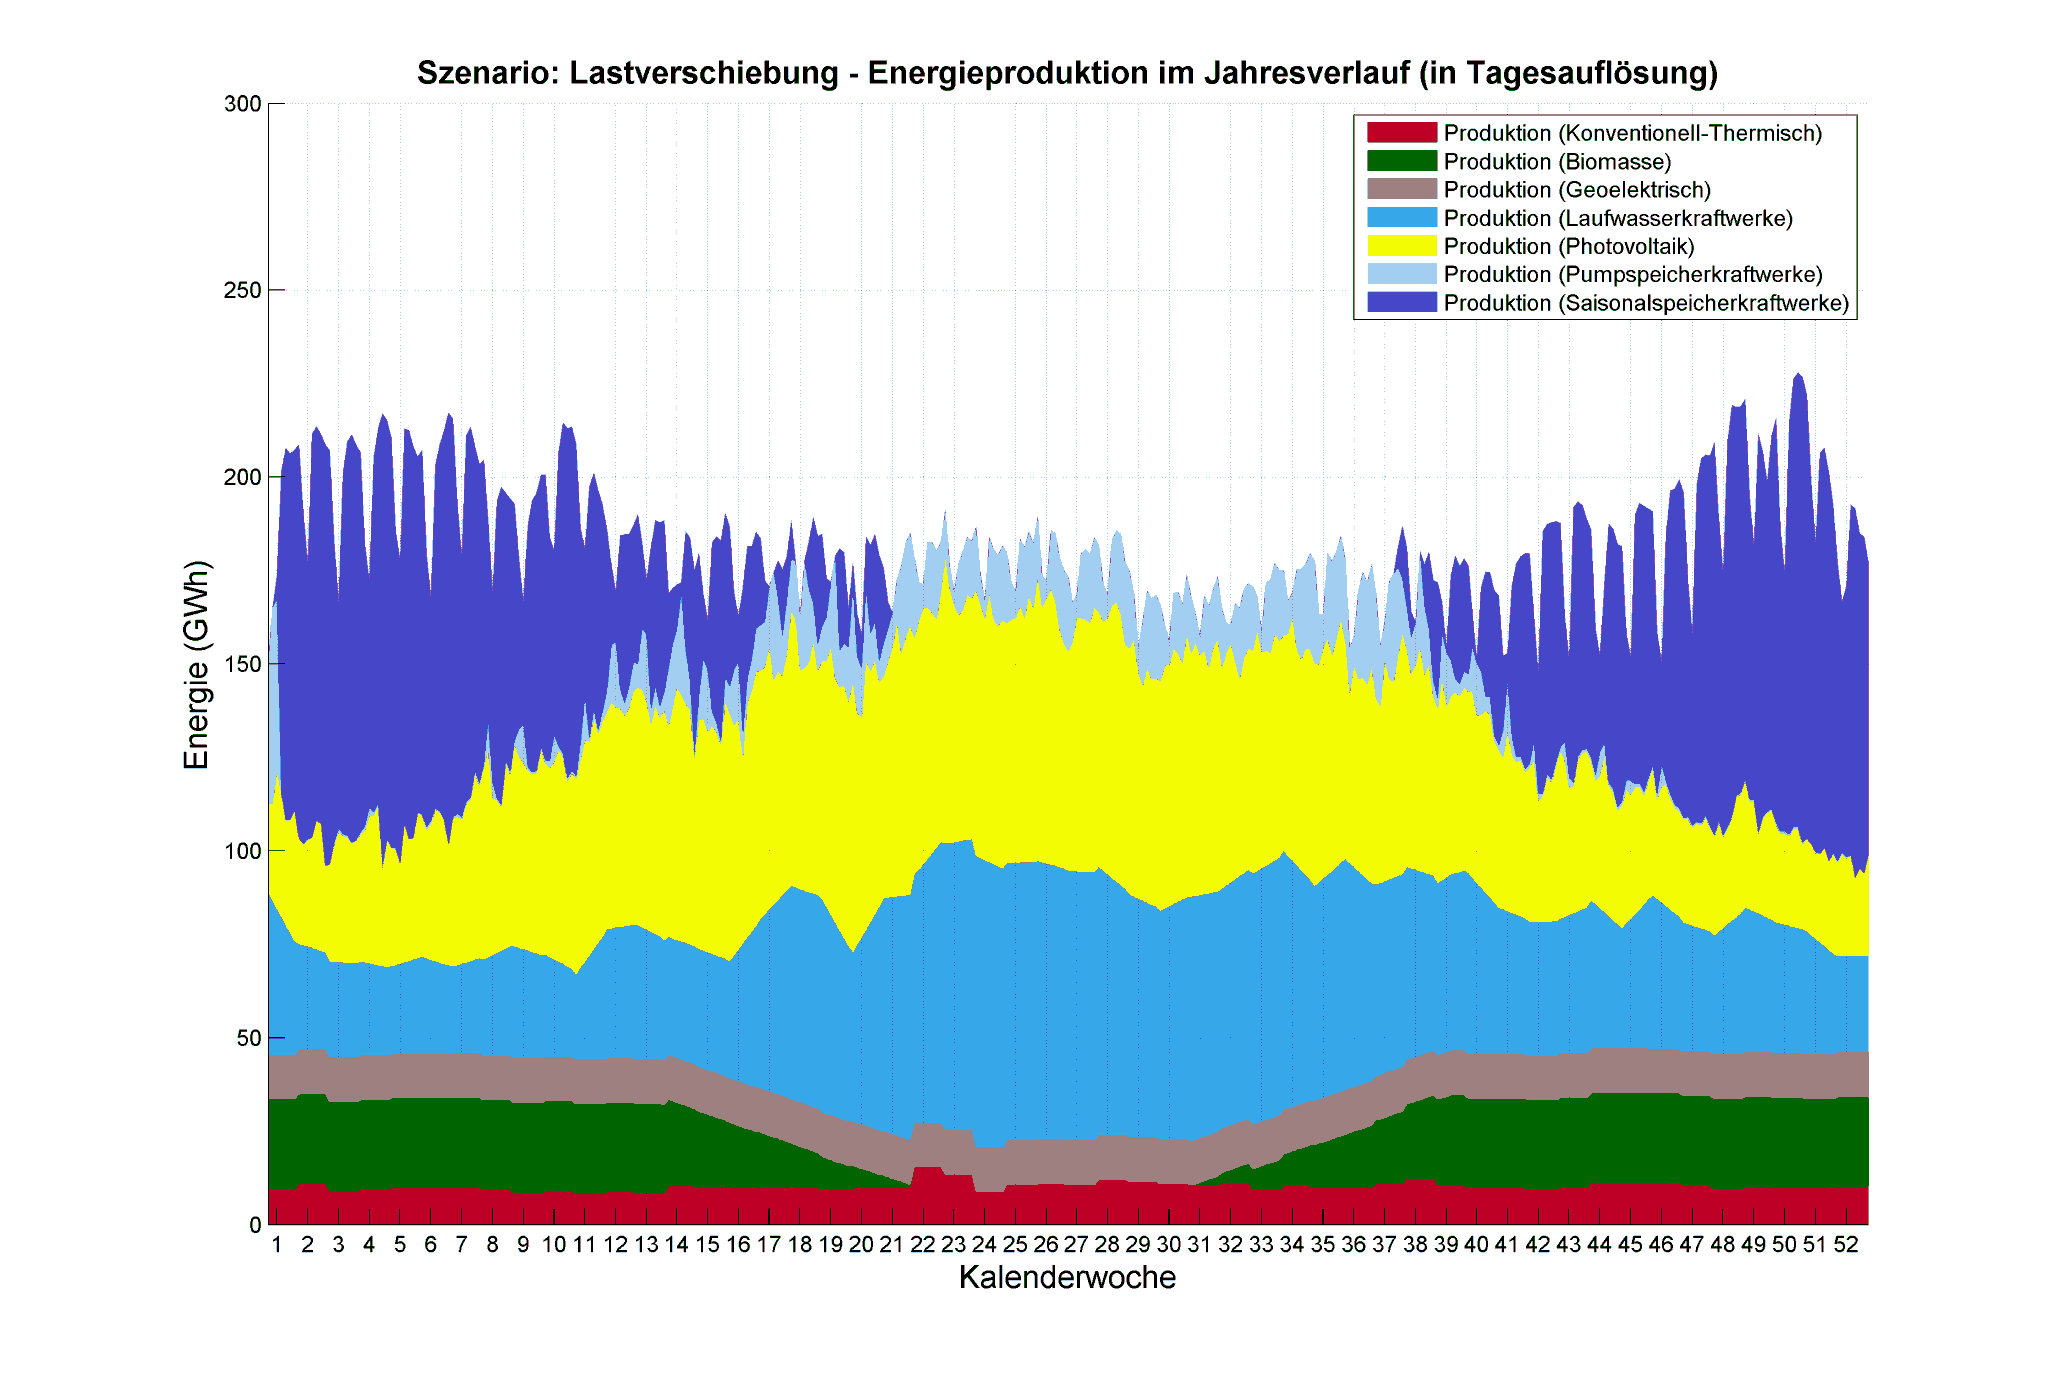 Szenario: Lastverschiebung - Energieproduktion im Jahresverlauf (in Tagesauflösung)
300
250
200
150
100
50
0
Energie (GWh)
Produktion (Konventionell-Thermisch)
Produktion (Biomasse)
Produktion (Geoelektrisch)
Produktion (Laufwasserkraftwerke)
Produktion (Photovoltaik)
Produktion (Pumpspeicherkraftwerke)
Produktion (Saisonalspeicherkraftwerke)
1 2 3 4 5 6 7 8 9 10 11 12 13 14 15 16 17 18 19 20 21 22 23 24 25 26 27 28 29 30 31 32 33 34 35 36 37 38 39 40 41 42 43 44 45 46 47 48 49 50 51 52
Kalenderwoche